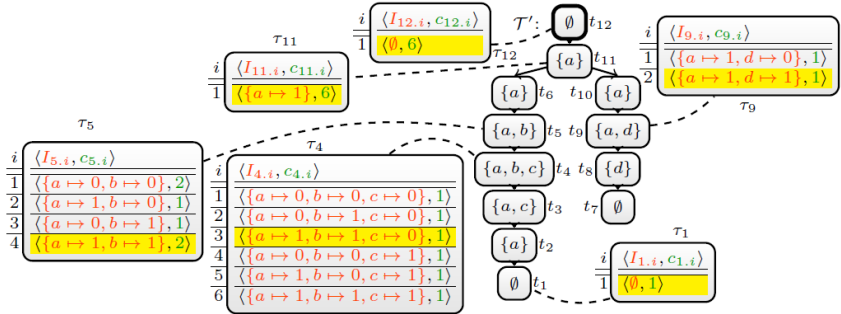 𝒯′: ∅ t₁₂
{a} t₁₁
t₆ {a}
t₁₀ {a}
{a, b} t₅
t₉ {a, d}
{a, b, c} t₄
t₈ {d}
{a, c} t₃
t₇ ∅
{a} t₂
∅ t₁
τ₁₂
i ⟨I₁₂.ᵢ, c₁₂.ᵢ⟩
1 ⟨∅, 6⟩
τ₁₁
i ⟨I₁₁.ᵢ, c₁₁.ᵢ⟩
1 ⟨{a ↦ 1}, 6⟩
i ⟨I₉.ᵢ, c₉.ᵢ⟩
1 ⟨{a ↦ 1, d ↦ 0}, 1⟩
2 ⟨{a ↦ 1, d ↦ 1}, 1⟩
τ₉
τ₅
i ⟨I₅.ᵢ, c₅.ᵢ⟩
1 ⟨{a ↦ 0, b ↦ 0}, 2⟩
2 ⟨{a ↦ 1, b ↦ 0}, 1⟩
3 ⟨{a ↦ 0, b ↦ 1}, 1⟩
4 ⟨{a ↦ 1, b ↦ 1}, 2⟩
τ₄
i ⟨I₄.ᵢ, c₄.ᵢ⟩
1 ⟨{a ↦ 0, b ↦ 0, c ↦ 0}, 1⟩
2 ⟨{a ↦ 0, b ↦ 1, c ↦ 0}, 1⟩
3 ⟨{a ↦ 1, b ↦ 1, c ↦ 0}, 1⟩
4 ⟨{a ↦ 0, b ↦ 0, c ↦ 1}, 1⟩
5 ⟨{a ↦ 1, b ↦ 0, c ↦ 1}, 1⟩
6 ⟨{a ↦ 1, b ↦ 1, c ↦ 1}, 1⟩
τ₁
i ⟨I₁.ᵢ, c₁.ᵢ⟩
1 ⟨∅, 1⟩